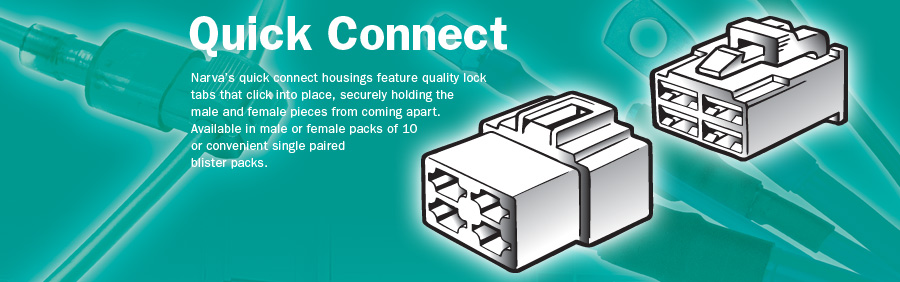 Quick Connect
Narva's quick connect housings feature quality lock
tabs that click into place, securely holding the
male and female pieces from coming apart.
Available in male or female packs of 10
or convenient single paired
blister packs.